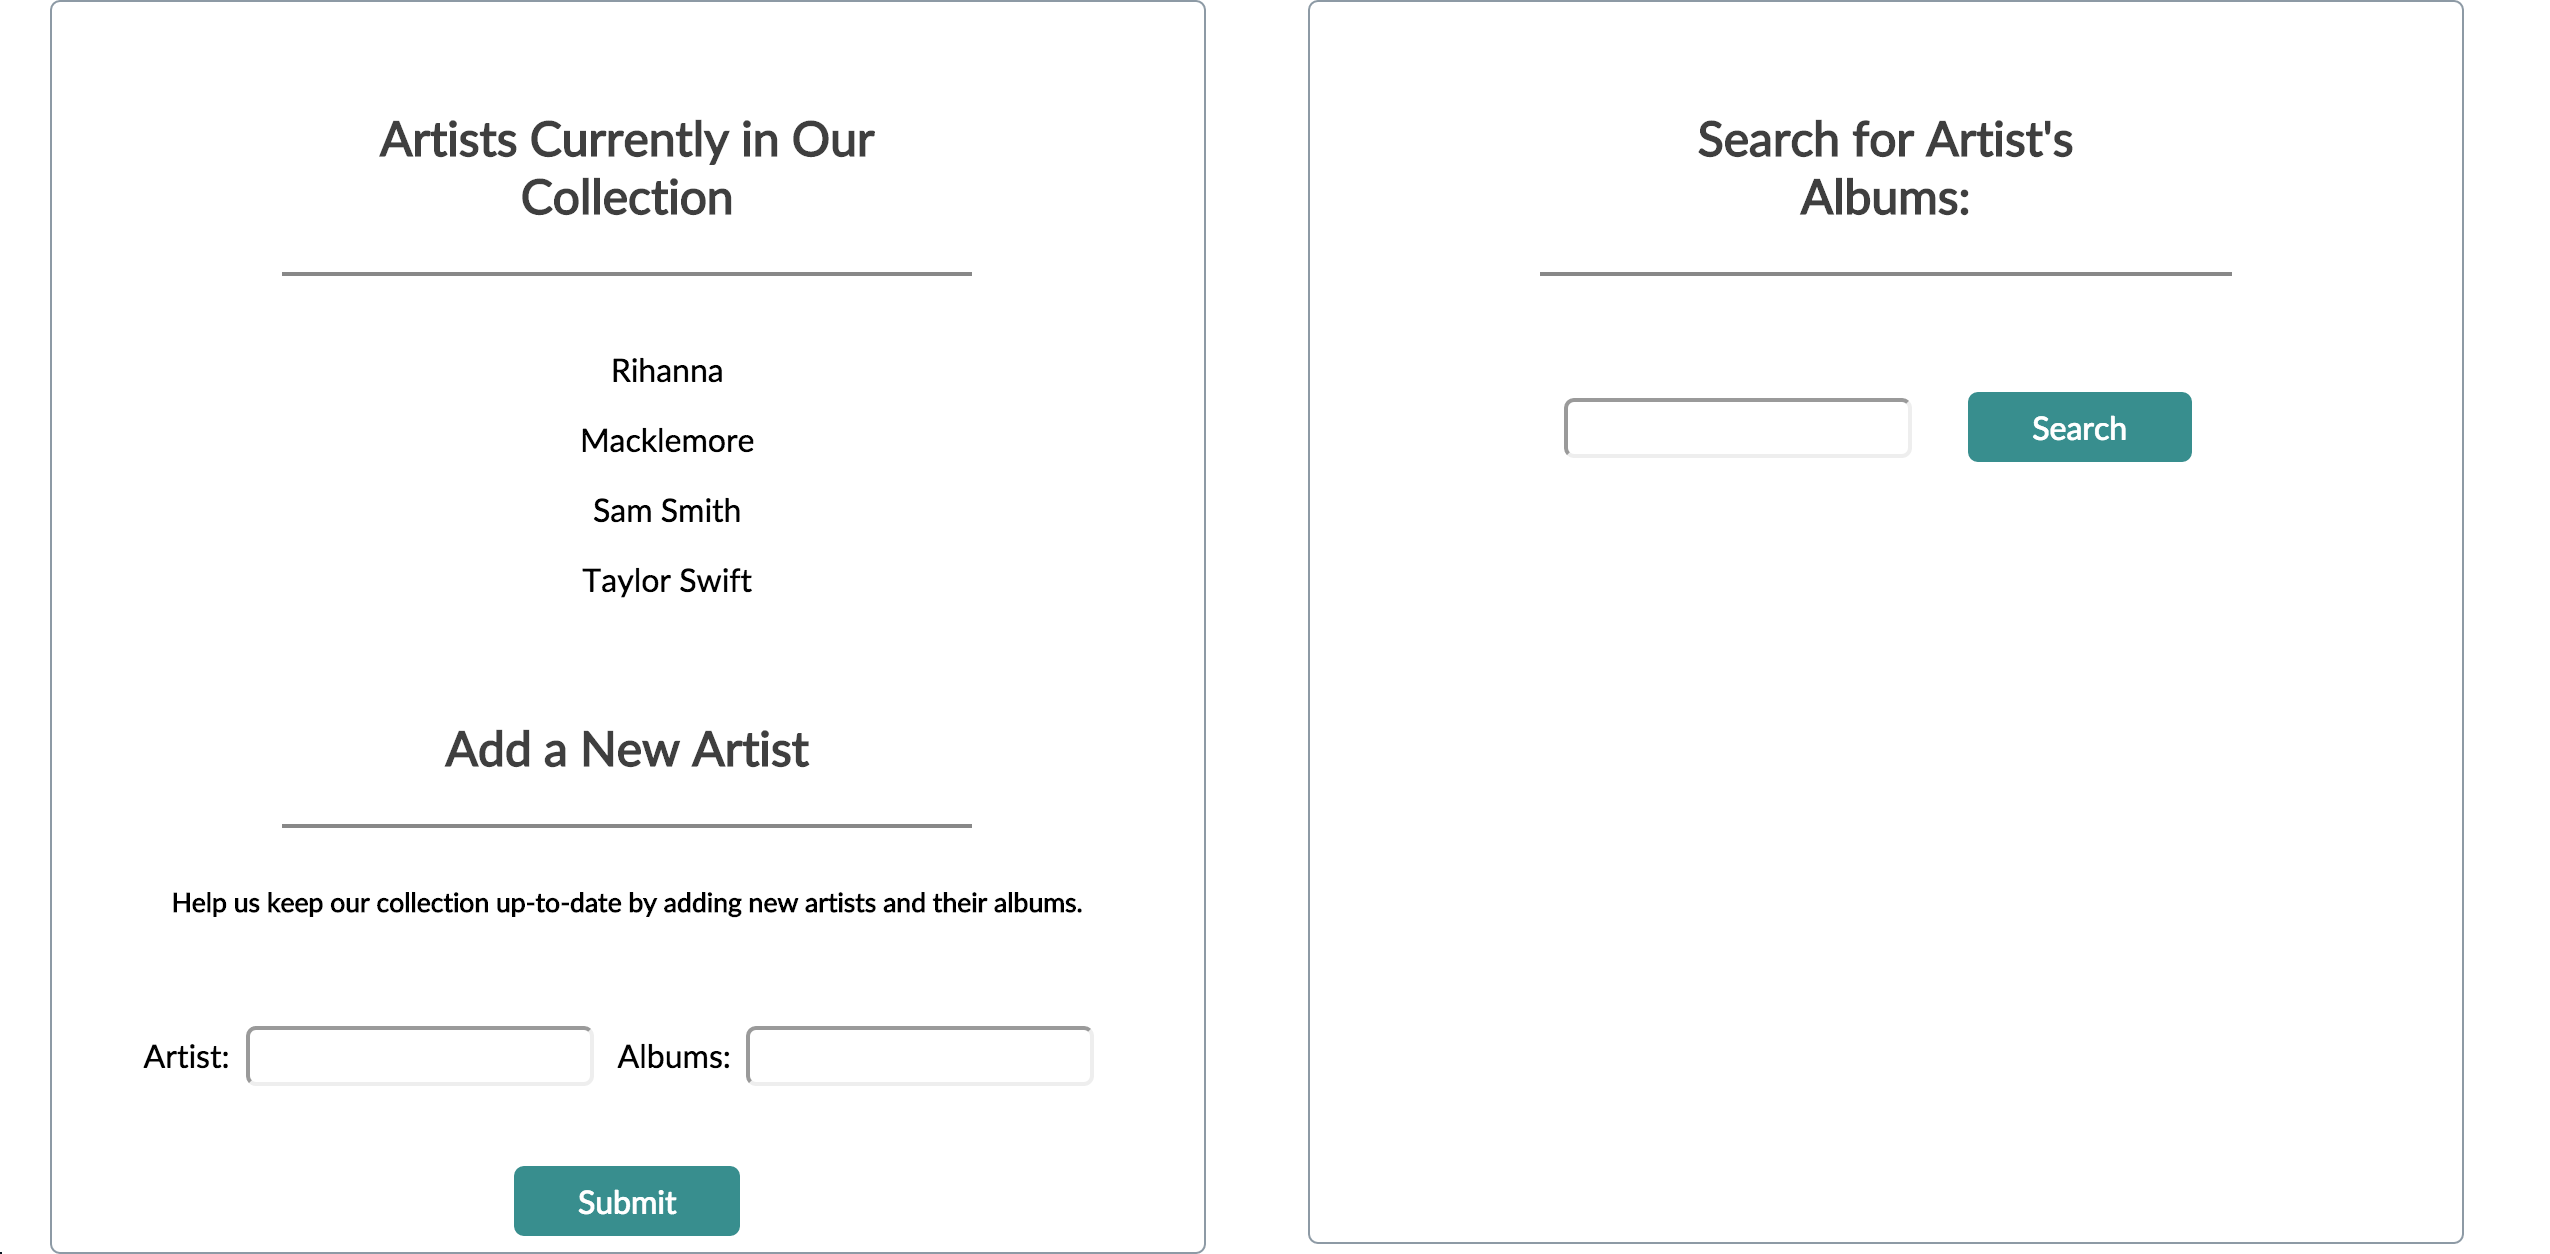 Artists Currently in Our
Collection
Rihanna
Macklemore
Sam Smith
Taylor Swift
Add a New Artist
Help us keep our collection up-to-date by adding new artists and their albums.
Artist:
Albums:
Submit
Search for Artist's
Albums:
Search